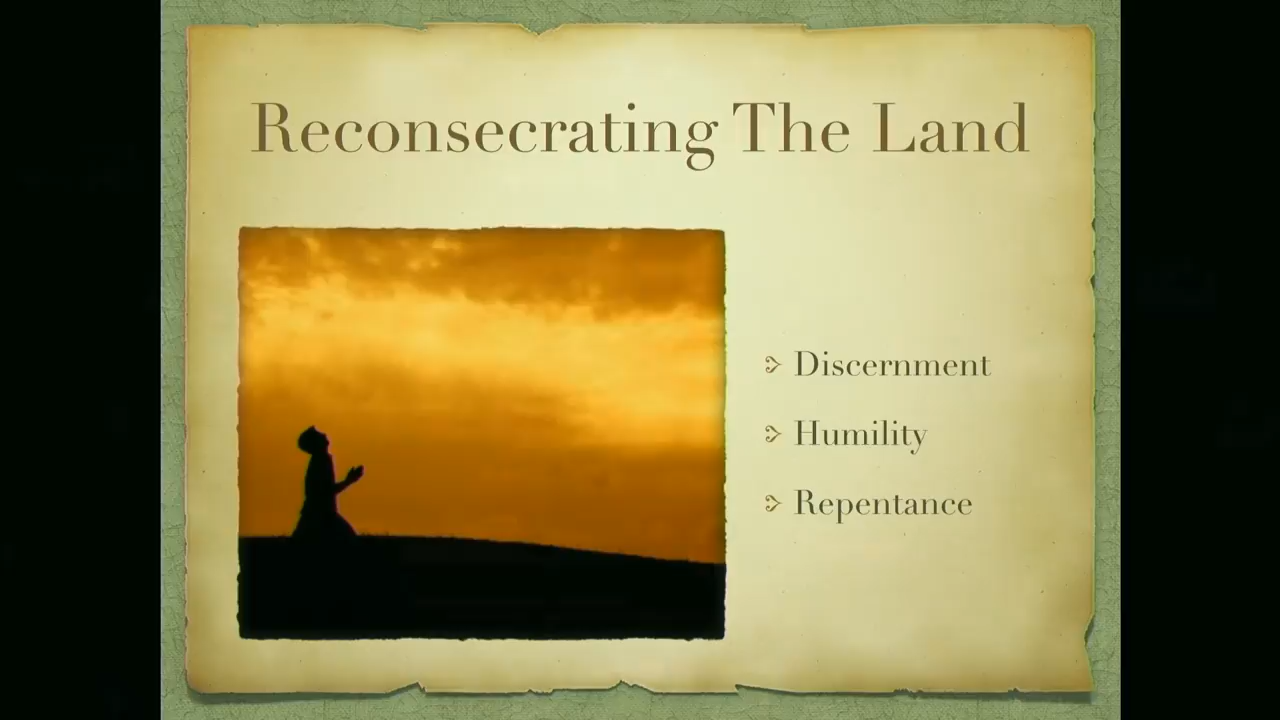 Reconsecrating The Land
Discernment
Humility
Repentance